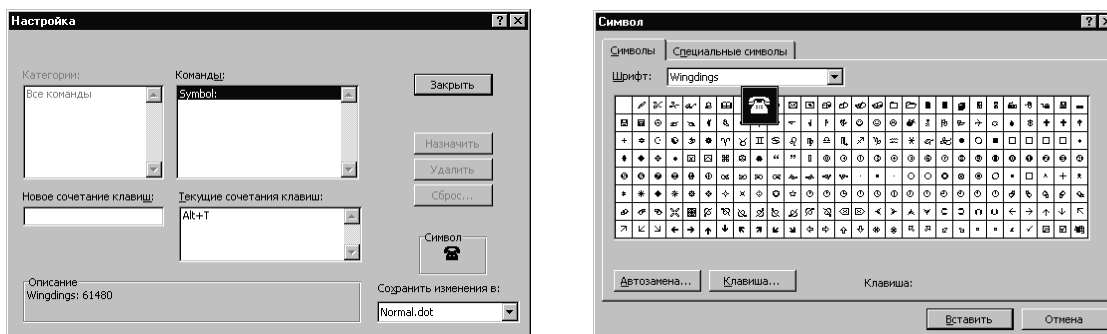 Настройка
Категории:
Все команды
Команды:
Symbol:
Закрыть
Назначить
Удалить
Сброс...
Новое сочетание клавиш:
Текущие сочетания клавиш:
Alt+T
Символ
Описание
Wingdings: 61480
Сохранить изменения в:
Normal.dot
Символ
Символы
Специальные символы
Шрифт:
Wingdings
Автозамена...
Клавиша...
Клавиша:
Вставить
Отмена